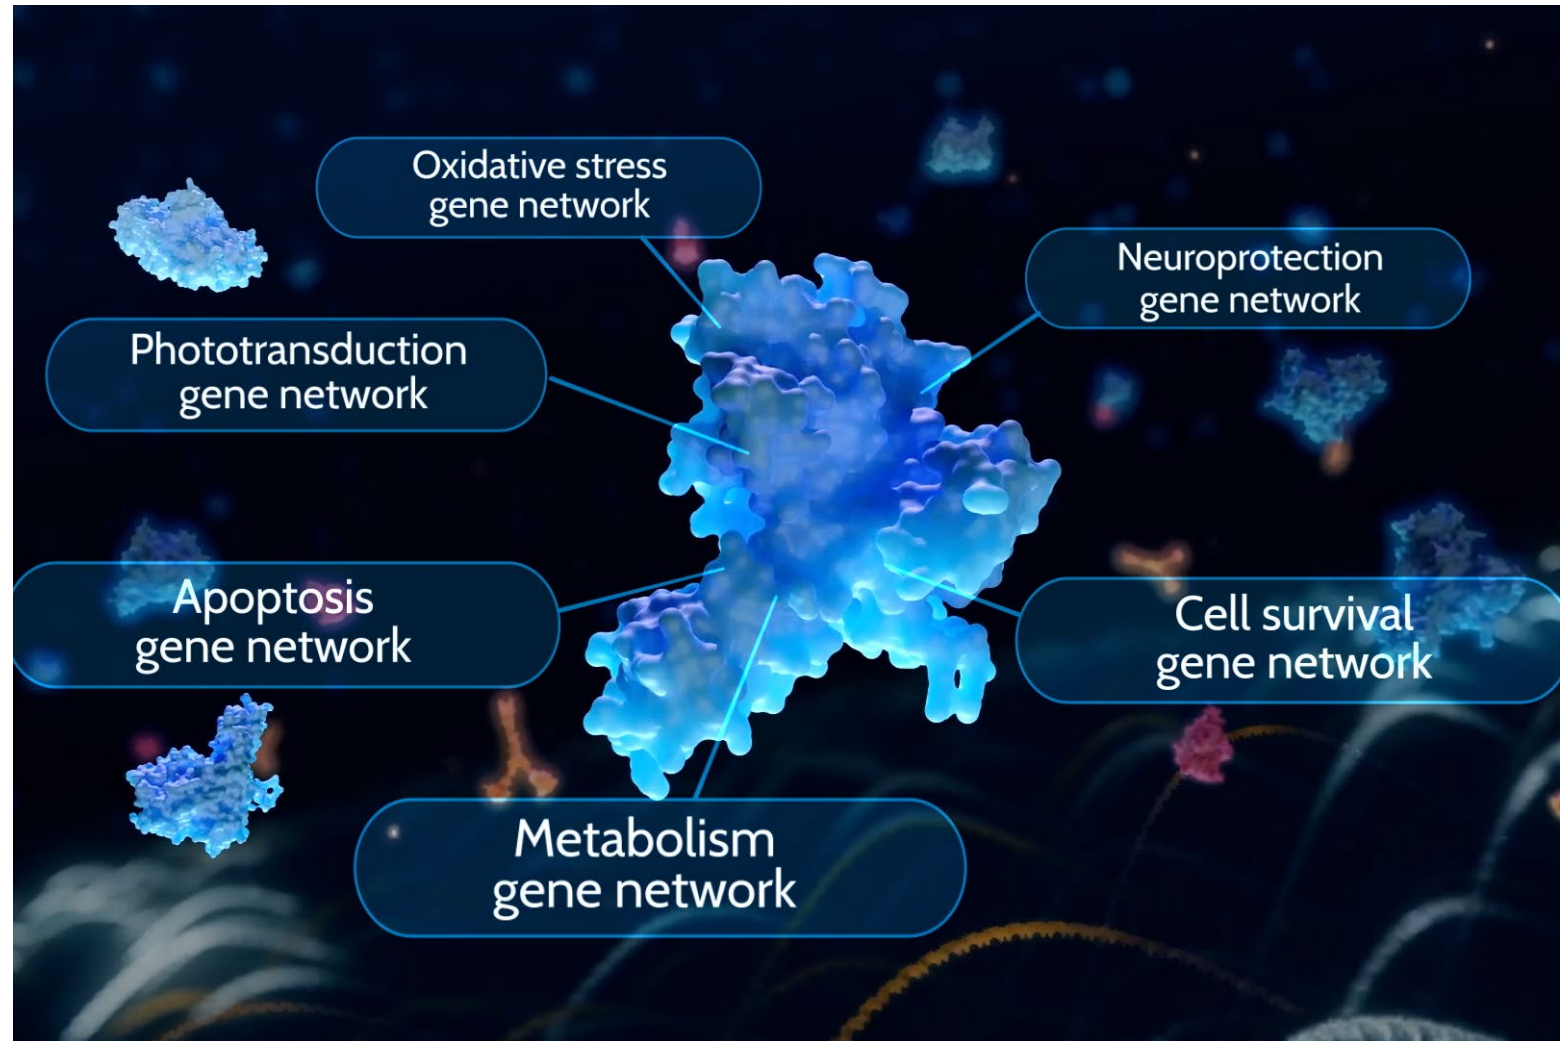 Oxidative stress
gene network
Neuroprotection
gene network
Phototransduction
gene network
Apoptosis
gene network
Cell survival
gene network
Metabolism
gene network